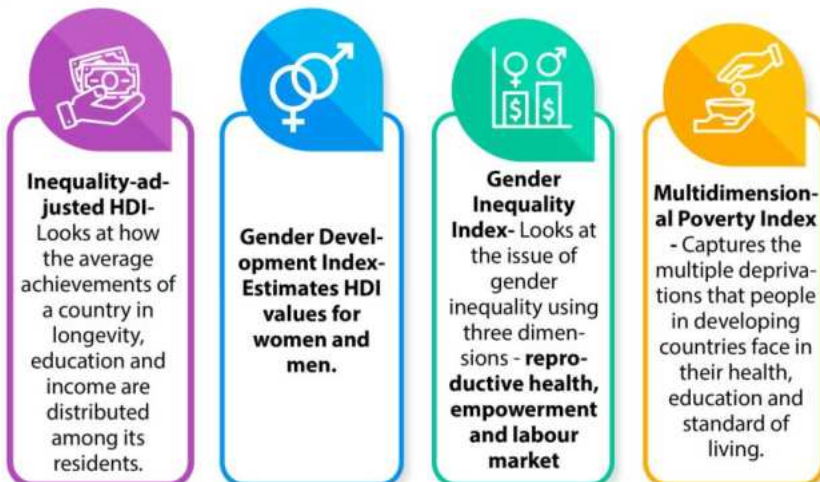 Inequality-ad-
justed HDI-
Looks at how
the average
achievements of
a country in
longevity,
education and
income are
distributed
among its
residents.
Gender Devel-
opment Index-
Estimates HDI
values for
women and
men.
$ $
Gender
Inequality
Index- Looks at
the issue of
gender
inequality using
three dimen-
sions - repro-
ductive health,
empowerment
and labour
market
Multidimension-
al Poverty Index
- Captures the
multiple depriva-
tions that people
in developing
countries face in
their health,
education and
standard of
living.